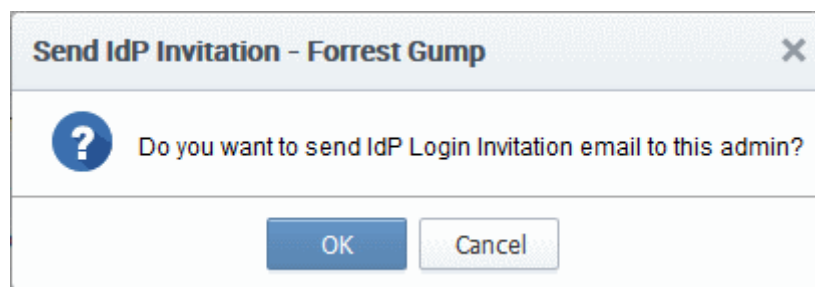 Send IdP Invitation - Forrest Gump
Do you want to send IdP Login Invitation email to this admin?
OK Cancel